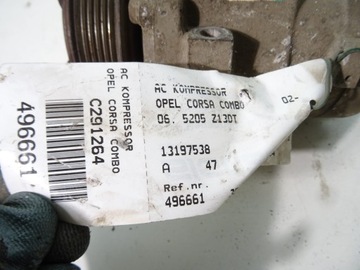 AC KOMPRESSOR
OPEL CORSA COMBO
C291264
496661
AC KOMPRESSOR
OPEL CORSA COMBO 02-
06. 5205 Z13DT
13197538
A 47
Ref.nr.
496661